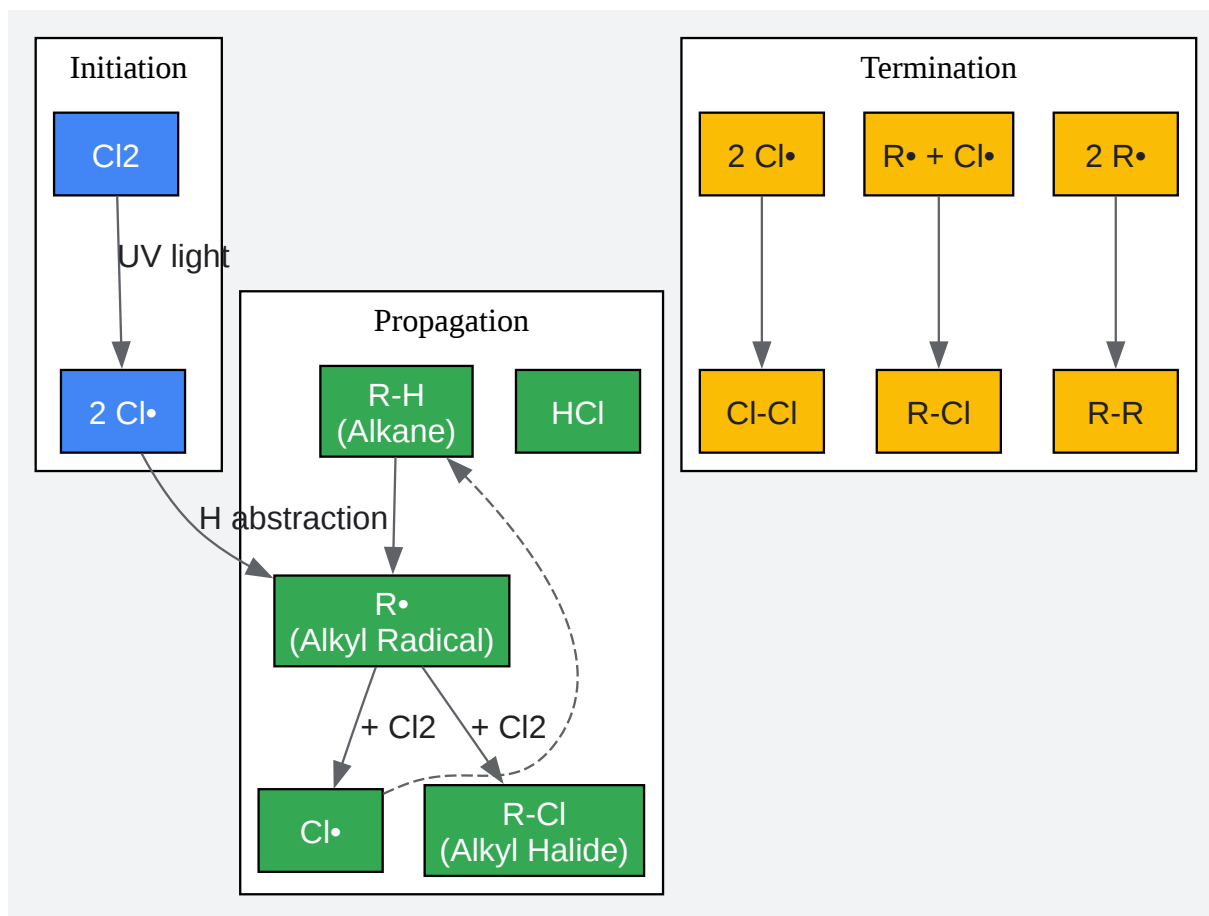 Initiation
Cl2
UV light
2 Cl•
H abstraction
Propagation
R-H
(Alkane)
HCl
R•
(Alkyl Radical)
+ Cl2
+ Cl2
Cl•
R-Cl
(Alkyl Halide)
Termination
2 Cl•
R• + Cl•
2 R•
Cl-Cl
R-Cl
R-R